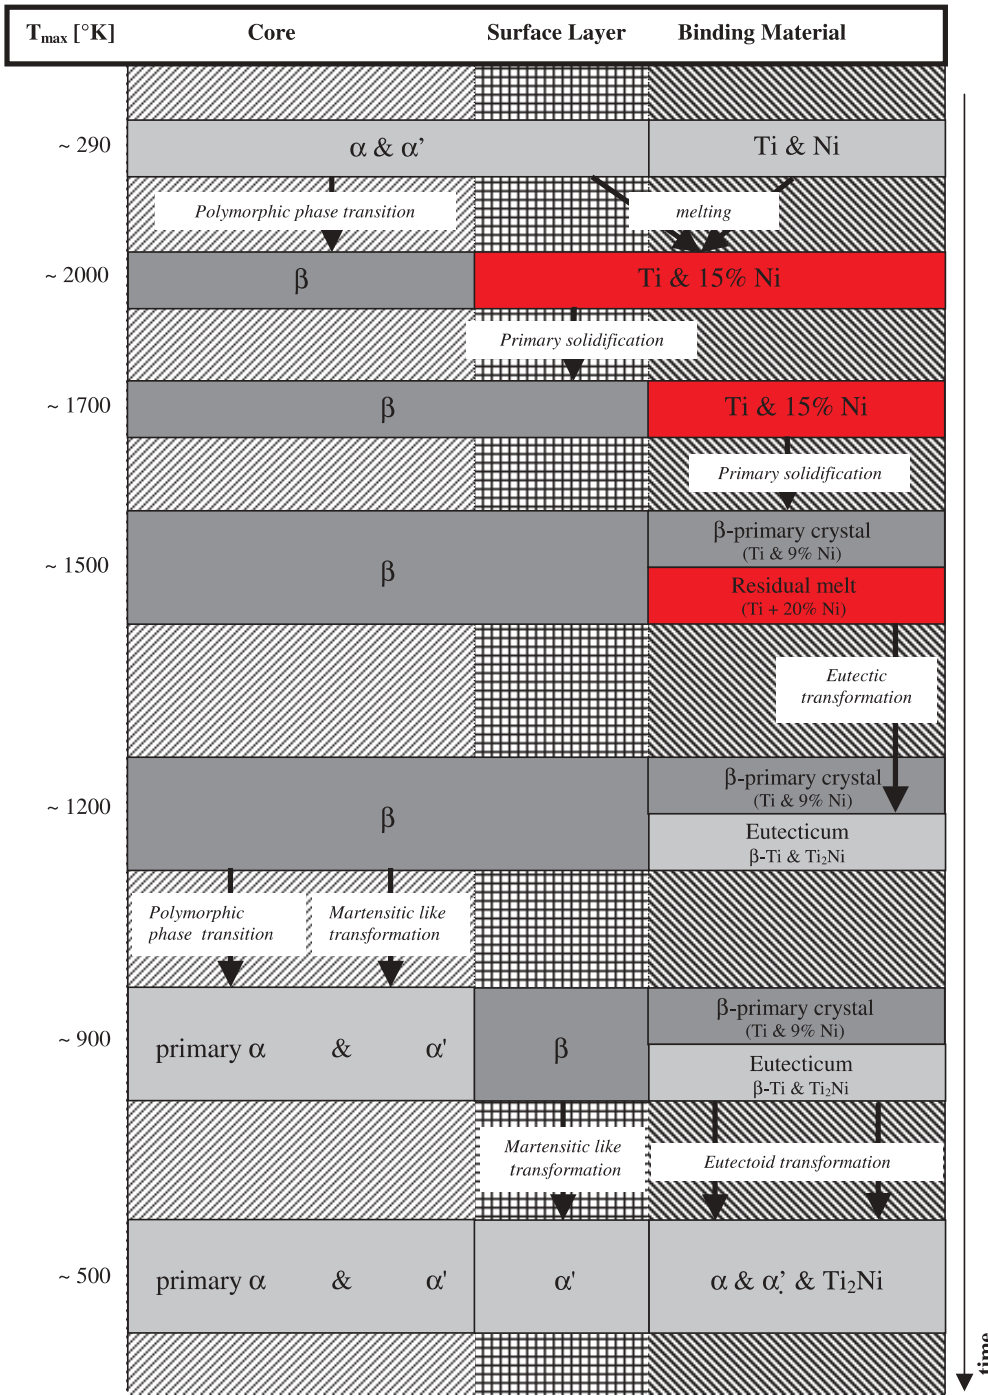 Tmax [°K] Core Surface Layer Binding Material
~ 290 α & α’ Ti & Ni
Polymorphic phase transition melting
~ 2000 β Ti & 15% Ni
Primary solidification
~ 1700 β Ti & 15% Ni
Primary solidification
β-primary crystal
(Ti & 9% Ni)
~ 1500 β
Residual melt
(Ti + 20% Ni)
Eutectic
transformation
β-primary crystal
(Ti & 9% Ni)
~ 1200 β
Eutecticum
β-Ti & Ti₂Ni
Polymorphic
phase transition
Martensitic like
transformation
β-primary crystal
(Ti & 9% Ni)
~ 900 primary α & α' β
Eutecticum
β-Ti & Ti₂Ni
Martensitic like
transformation
Eutectoid transformation
~ 500 primary α & α' α' α & α’ & Ti₂Ni
time